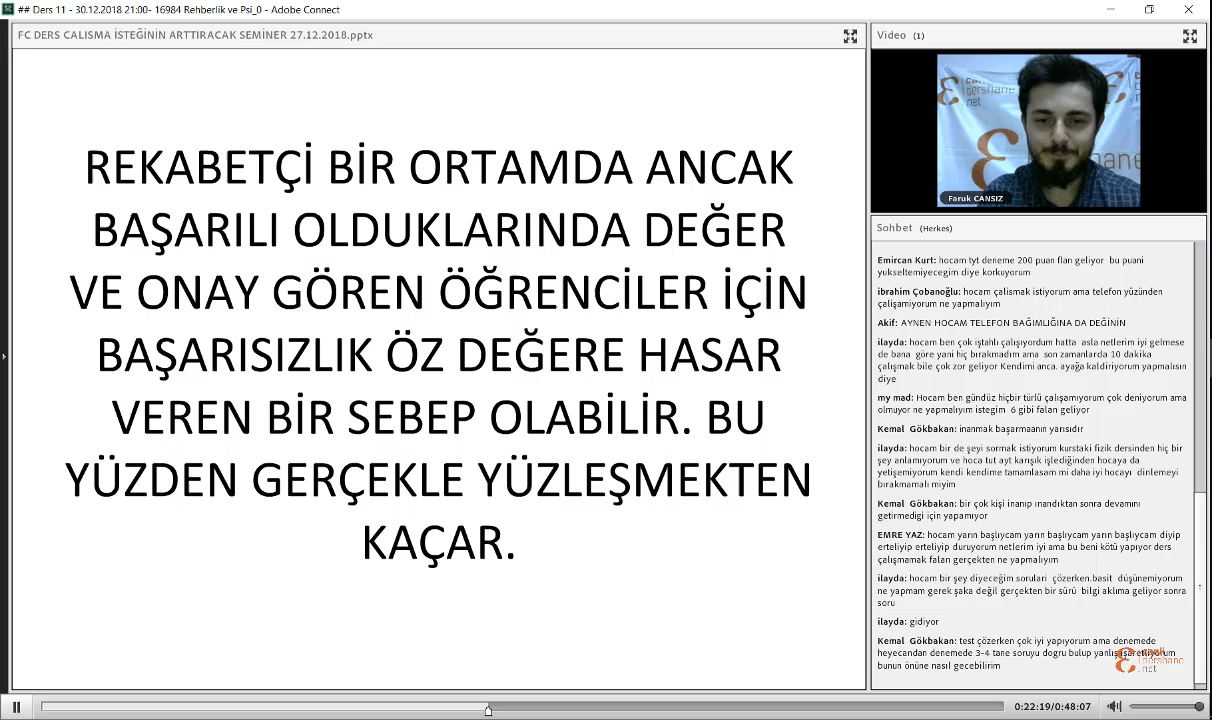 ## Ders 11 - 30.12.2018 21:00- 16984 Rehberlik ve Psi_0 - Adobe Connect
FC DERS CALISMA İSTEĞİNİN ARTTIRACAK SEMİNER 27.12.2018.pptx
REKABETÇİ BİR ORTAMDA ANCAK
BAŞARILI OLDUKLARINDA DEĞER
VE ONAY GÖREN ÖĞRENCİLER İÇİN
BAŞARISIZLIK ÖZ DEĞERE HASAR
VEREN BİR SEBEP OLABİLİR. BU
YÜZDEN GERÇEKLE YÜZLEŞMEKTEN
KAÇAR.
Video (1)
dershane
.net
Faruk CANSIZ
Sohbet (Herkes)
Emircan Kurt: hocam tyt deneme 200 puan flan geliyor bu puani
yukseltemiyecegim diye korkuyorum
ibrahim Çobanoğlu: hocam çalismak istiyorum ama telefon yüzünden
çalişamiyorum ne yapmalıyım
Akif: AYNEN HOCAM TELEFON BAĞIMLIĞINA DA DEĞİNİN
ilayda: hocam ben çok iştahlı çalışıyordum hatta asla netlerim iyi gelmese
de bana göre yani hiç bırakmadım ama son zamanlarda 10 dakika
çalışmak bile çok zor geliyor Kendimi anca. ayağa kaldiriyorum yapmalısın
diye
my mad: Hocam ben gündüz hiçbir türlü çalışamıyorum çok deniyorum ama
olmuyor ne yapmalıyım istegim 6 gibi falan geliyor
Kemal Gökbakan: inanmak başarmaanın yarısıdır
ilayda: hocam bir de şeyi sormak istiyorum kurstaki fizik dersinden hiç bir
şey anlamıyorum ve hoca tut ayt karışık işlediğinden hocaya da
yetişemiyorum kendi kendime tamamlasam mi daha iyi hocayı dinlemeyi
bırakmamalı miyim
Kemal Gökbakan: bir çok kişi inanıp ınandıktan sonra devamını
getirmedigi için yapamıyor
EMRE YAZ: hocam yarın başlıycam yarın başlıycam yarın başlıycam diyip
erteliyip erteliyip duruyorum netlerim iyi ama bu beni kötü yapıyor ders
çalışmamak falan gerçekten ne yapmalıyım
ilayda: hocam bir şey diyeceğim sorulari çözerken.basit düşünemiyorum
ne yapmam gerek şaka değil gerçekten bir sürü bilgi aklıma geliyor sonra
soru
ilayda: gidiyor
Kemal Gökbakan: test çözerken çok iyi yapıyorum ama denemede
heyecandan denemede 3-4 tane soruyu dogru bulup yanlış işaretliyorum
bunun önüne nasıl gecebilirim
canlı
dershane
.net
0:22:19/0:48:07